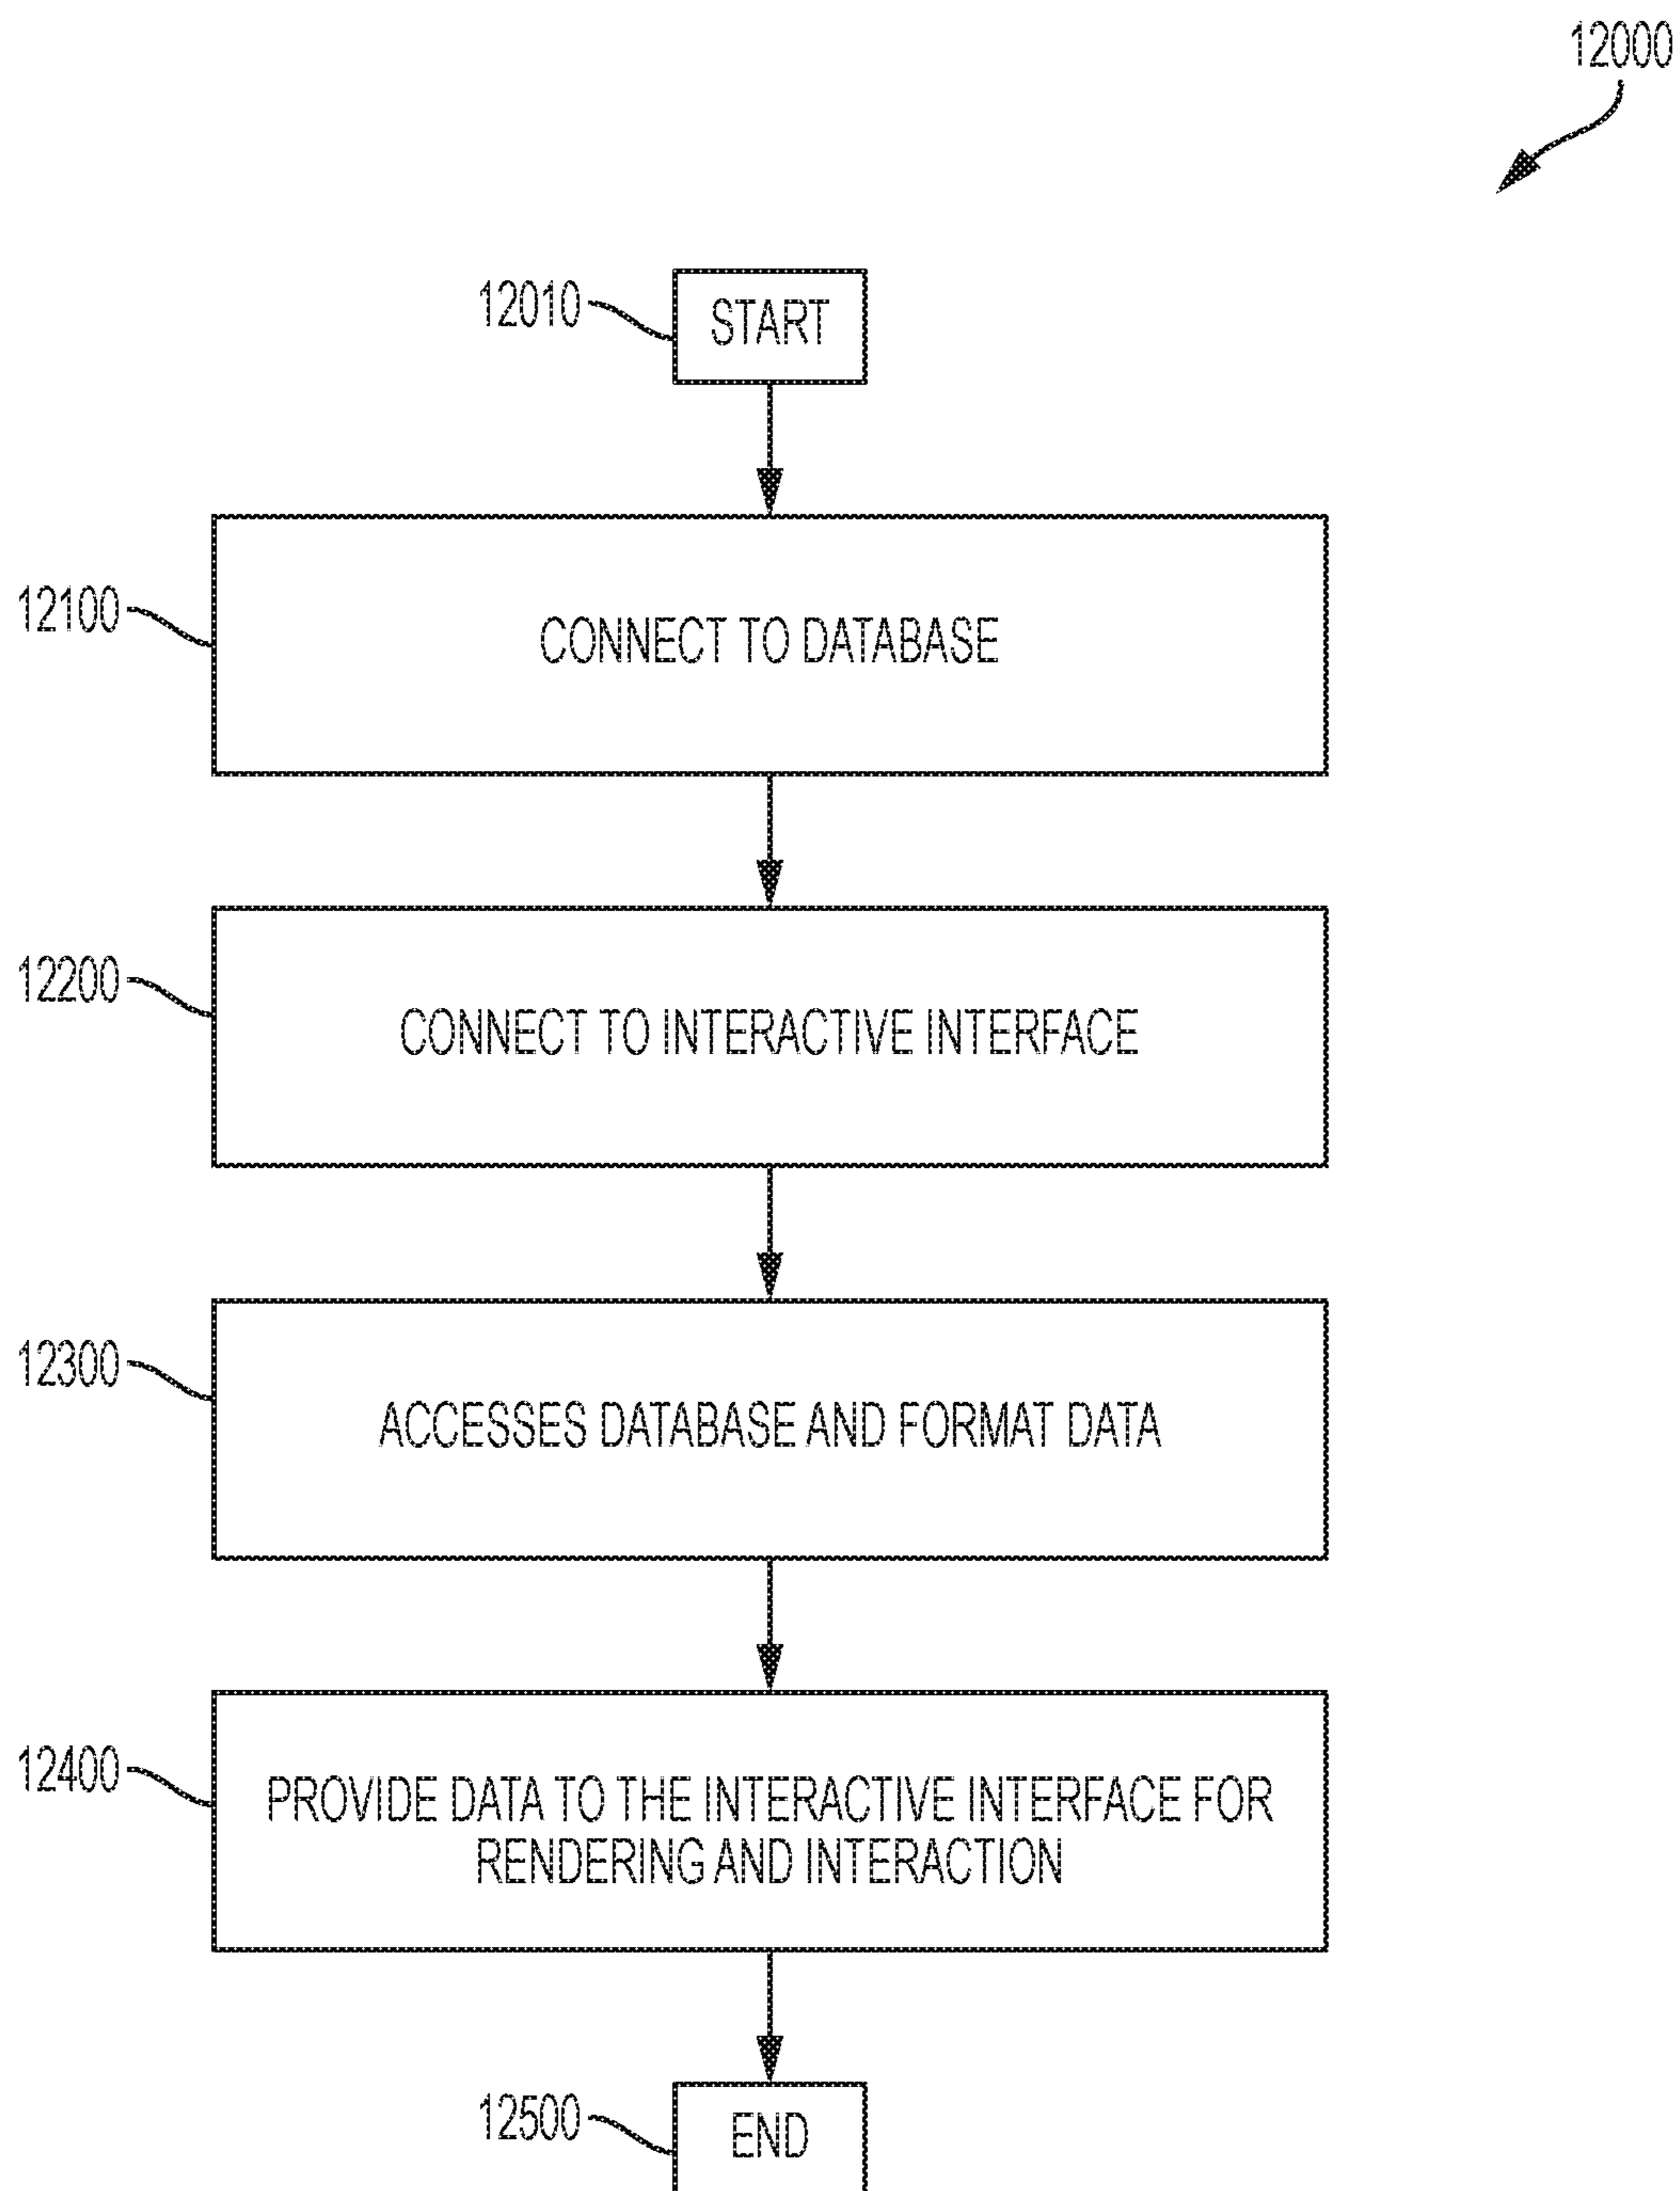 12000
12010
START
12100
CONNECT TO DATABASE
12200
CONNECT TO INTERACTIVE INTERFACE
12300
ACCESSES DATABASE AND FORMAT DATA
12400
PROVIDE DATA TO THE INTERACTIVE INTERFACE FOR
RENDERING AND INTERACTION
12500
END